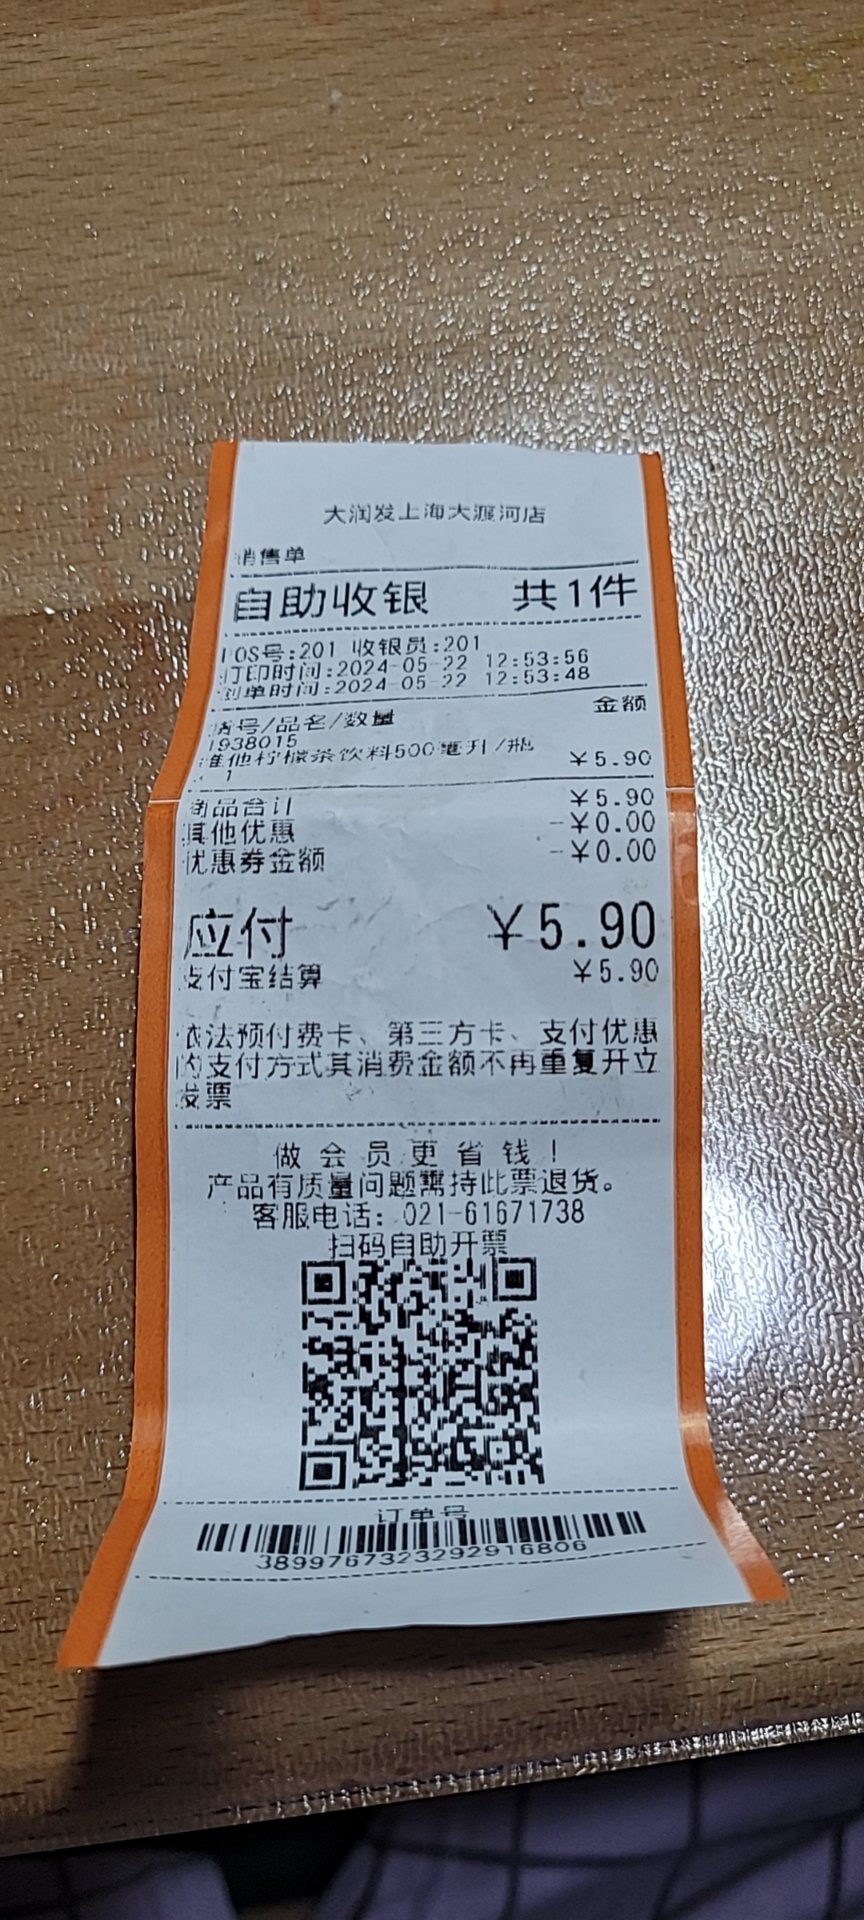 大润发上海大渡河店
销售单
自助收银 共1件
POS号:201 收银员:201
打印时间:2024-05-22 12:53:56
创单时间:2024-05-22 12:53:48
货号/品名/数量 金额
1938015
维他柠檬茶饮料500毫升/瓶
1 ¥5.90
商品合计 ¥5.90
其他优惠 -¥0.00
优惠券金额 -¥0.00
应付 ¥5.90
支付宝结算 ¥5.90
依法预付费卡、第三方卡、支付优惠
的支付方式其消费金额不再重复开立
发票
做会员更省钱!
产品有质量问题需持此票退货。
客服电话: 021-61671738
扫码自助开票
订单号
3899767323292916806